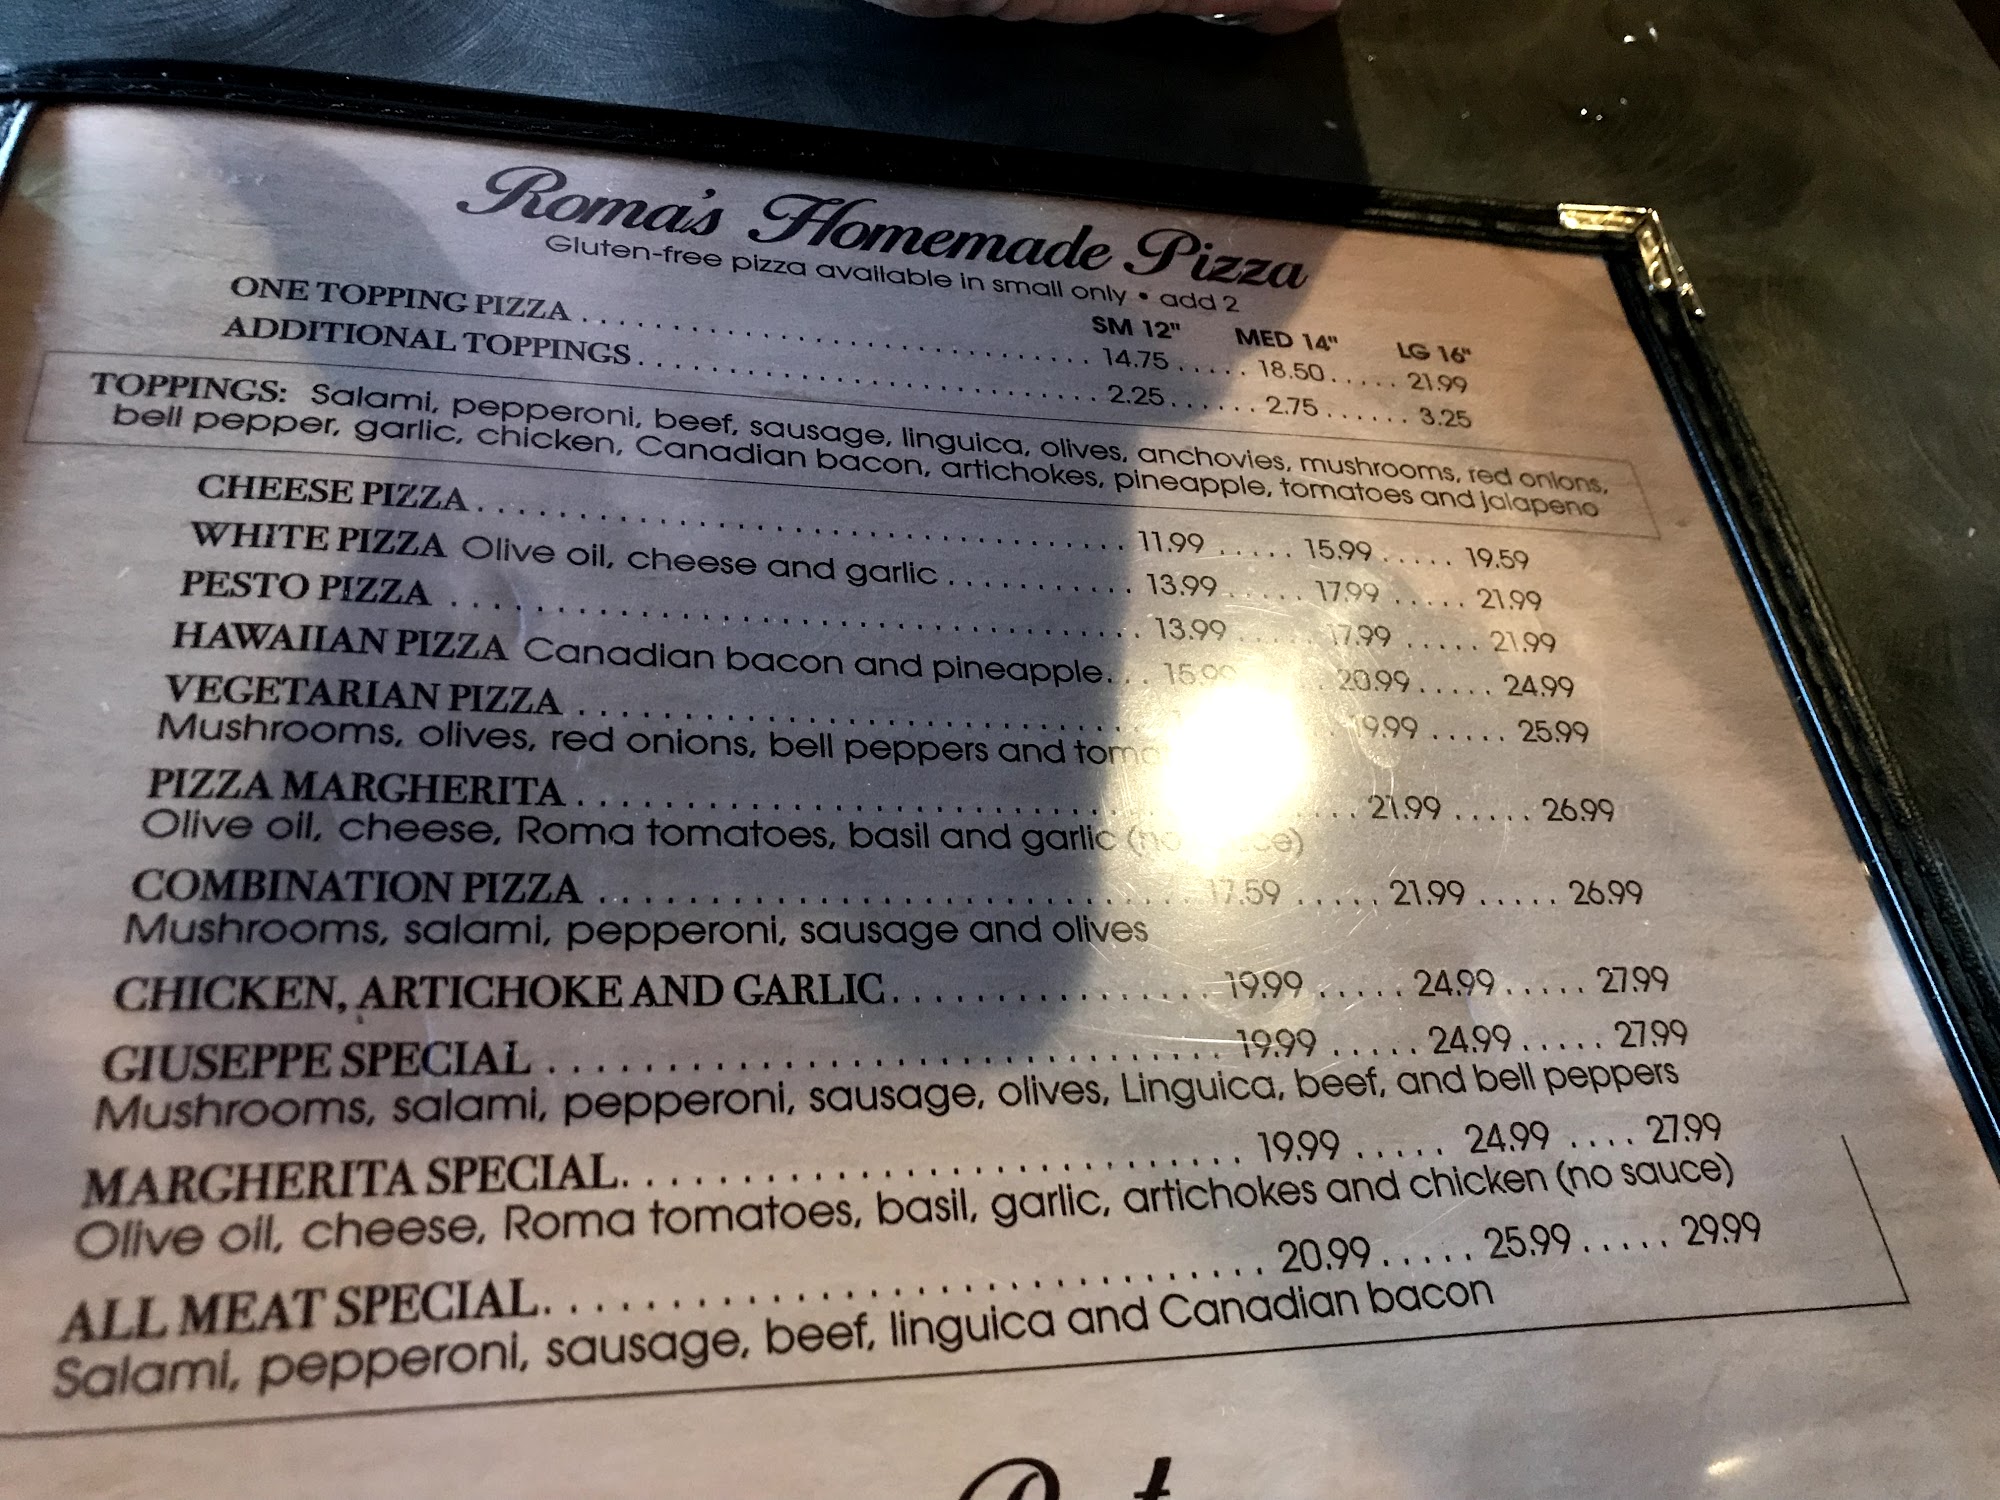 Roma's Homemade Pizza
Gluten-free pizza available in small only • add 2
SM 12" MED 14" LG 16"
ONE TOPPING PIZZA . . . . . 14.75 . . . . . 18.50 . . . . . 21.99
ADDITIONAL TOPPINGS . . . . . 2.25 . . . . . 2.75 . . . . . 3.25
TOPPINGS: Salami, pepperoni, beef, sausage, linguica, olives, anchovies, mushrooms, red onions,
bell pepper, garlic, chicken, Canadian bacon, artichokes, pineapple, tomatoes and jalapeno
CHEESE PIZZA . . . . . 11.99 . . . . . 15.99 . . . . . 19.59
WHITE PIZZA Olive oil, cheese and garlic . . . . . 13.99 . . . . . 17.99 . . . . . 21.99
PESTO PIZZA . . . . . 13.99 . . . . . 17.99 . . . . . 21.99
HAWAIIAN PIZZA Canadian bacon and pineapple . . . 20.99 . . . . . 24.99
VEGETARIAN PIZZA . . . . . 19.99 . . . . . 25.99
Mushrooms, olives, red onions, bell peppers and
PIZZA MARGHERITA . . . . . 21.99 . . . . . 26.99
Olive oil, cheese, Roma tomatoes, basil and garlic
COMBINATION PIZZA . . . . . 17.59 . . . . . 21.99 . . . . . 26.99
Mushrooms, salami, pepperoni, sausage and olives
CHICKEN, ARTICHOKE AND GARLIC . . . . . 19.99 . . . . . 24.99 . . . . . 27.99
GIUSEPPE SPECIAL . . . . . 19.99 . . . . . 24.99 . . . . . 27.99
Mushrooms, salami, pepperoni, sausage, olives, Linguica, beef, and bell peppers
MARGHERITA SPECIAL . . . . . 19.99 . . . . . 24.99 . . . . 27.99
Olive oil, cheese, Roma tomatoes, basil, garlic, artichokes and chicken (no sauce)
ALL MEAT SPECIAL . . . . . 20.99 . . . . . 25.99 . . . . . 29.99
Salami, pepperoni, sausage, beef, linguica and Canadian bacon